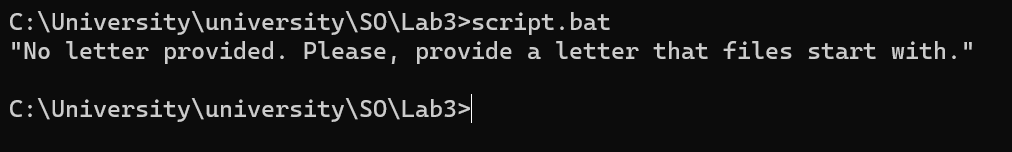 C:\University\university\SO\Lab3>script.bat
"No letter provided. Please, provide a letter that files start with."
C:\University\university\SO\Lab3>